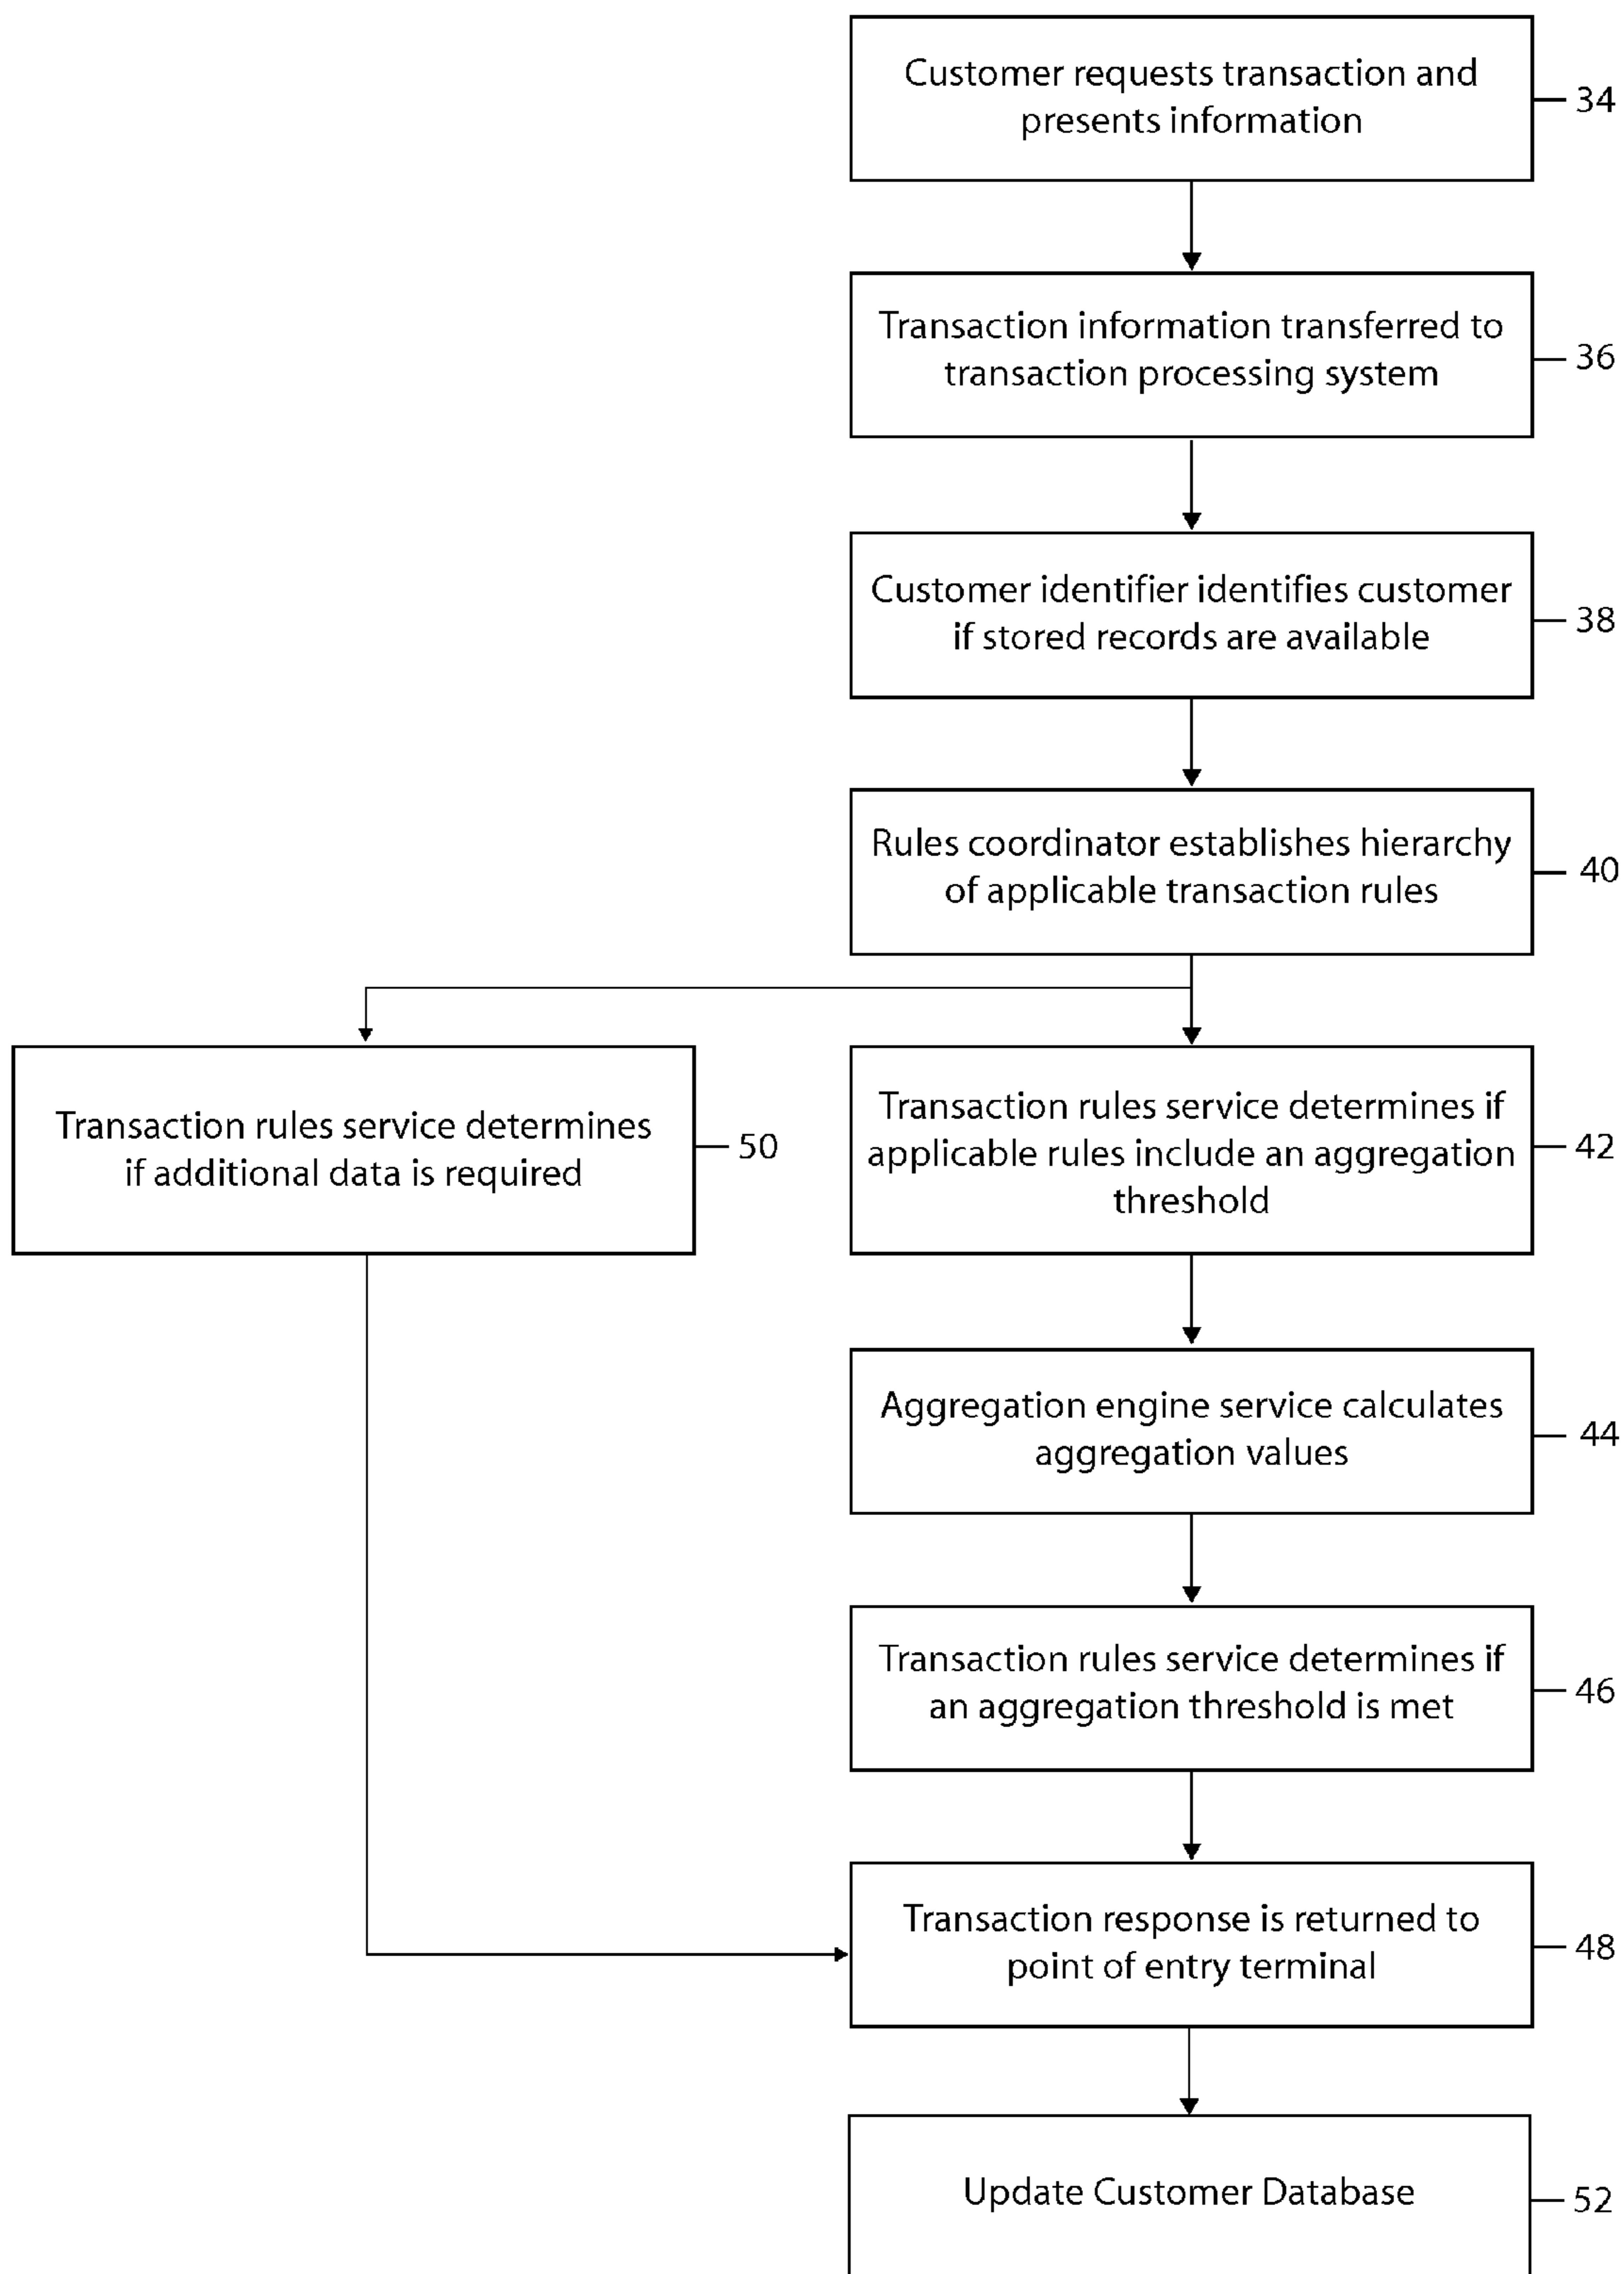 Customer requests transaction and
presents information
34
Transaction information transferred to
transaction processing system
36
Customer identifier identifies customer
if stored records are available
38
Rules coordinator establishes hierarchy
of applicable transaction rules
40
Transaction rules service determines
if additional data is required
50
Transaction rules service determines if
applicable rules include an aggregation
threshold
42
Aggregation engine service calculates
aggregation values
44
Transaction rules service determines if
an aggregation threshold is met
46
Transaction response is returned to
point of entry terminal
48
Update Customer Database
52